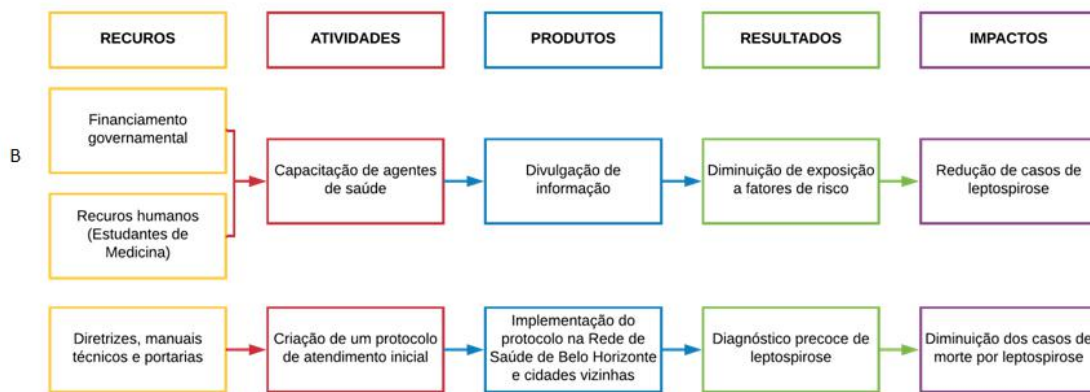 RECUROS
ATIVIDADES
PRODUTOS
RESULTADOS
IMPACTOS
B
Financiamento
governamental
Recuros humanos
(Estudantes de
Medicina)
Capacitação de agentes
de saúde
Divulgação de
informação
Diminuição de exposição
a fatores de risco
Redução de casos de
leptospirose
Diretrizes, manuais
técnicos e portarias
Criação de um protocolo
de atendimento inicial
Implementação do
protocolo na Rede de
Saúde de Belo Horizonte
e cidades vizinhas
Diagnóstico precoce de
leptospirose
Diminuição dos casos de
morte por leptospirose